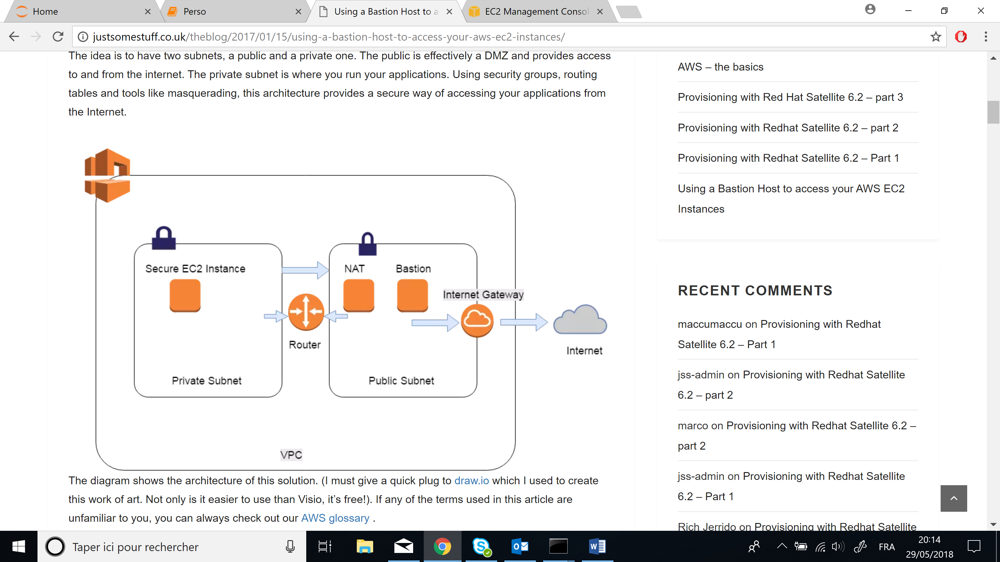 Home
Perso
Using a Bastion Host to a
EC2 Management Consol
justsomestuff.co.uk/theblog/2017/01/15/using-a-bastion-host-to-access-your-aws-ec2-instances/
The idea is to have two subnets, a public and a private one. The public is effectively a DMZ and provides access
to and from the internet. The private subnet is where you run your applications. Using security groups, routing
tables and tools like masquerading, this architecture provides a secure way of accessing your applications from
the Internet.
Secure EC2 Instance
NAT
Bastion
Internet Gateway
Router
Internet
Private Subnet
Public Subnet
VPC
The diagram shows the architecture of this solution. (I must give a quick plug to draw.io which I used to create
this work of art. Not only is it easier to use than Visio, it’s free!). If any of the terms used in this article are
unfamiliar to you, you can always check out our AWS glossary .
AWS – the basics
Provisioning with Red Hat Satellite 6.2 – part 3
Provisioning with Redhat Satellite 6.2 – part 2
Provisioning with Redhat Satellite 6.2 – Part 1
Using a Bastion Host to access your AWS EC2
Instances
RECENT COMMENTS
maccumaccu on Provisioning with Redhat
Satellite 6.2 – Part 1
jss-admin on Provisioning with Redhat Satellite
6.2 – part 2
marco on Provisioning with Redhat Satellite 6.2 –
part 2
jss-admin on Provisioning with Redhat Satellite
6.2 – Part 1
Rich Jerrido on Provisioning with Redhat Satellite
Taper ici pour rechercher
FRA
20:14
29/05/2018